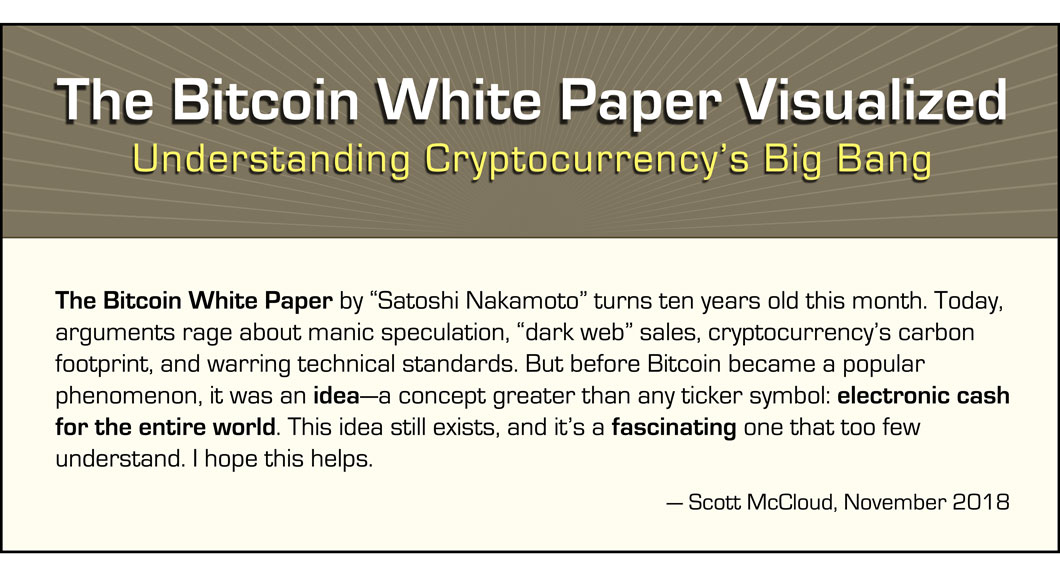 The Bitcoin White Paper Visualized
Understanding Cryptocurrency’s Big Bang
The Bitcoin White Paper by “Satoshi Nakamoto” turns ten years old this month. Today,
arguments rage about manic speculation, “dark web” sales, cryptocurrency’s carbon
footprint, and warring technical standards. But before Bitcoin became a popular
phenomenon, it was an idea—a concept greater than any ticker symbol: electronic cash
for the entire world. This idea still exists, and it’s a fascinating one that too few
understand. I hope this helps.
— Scott McCloud, November 2018